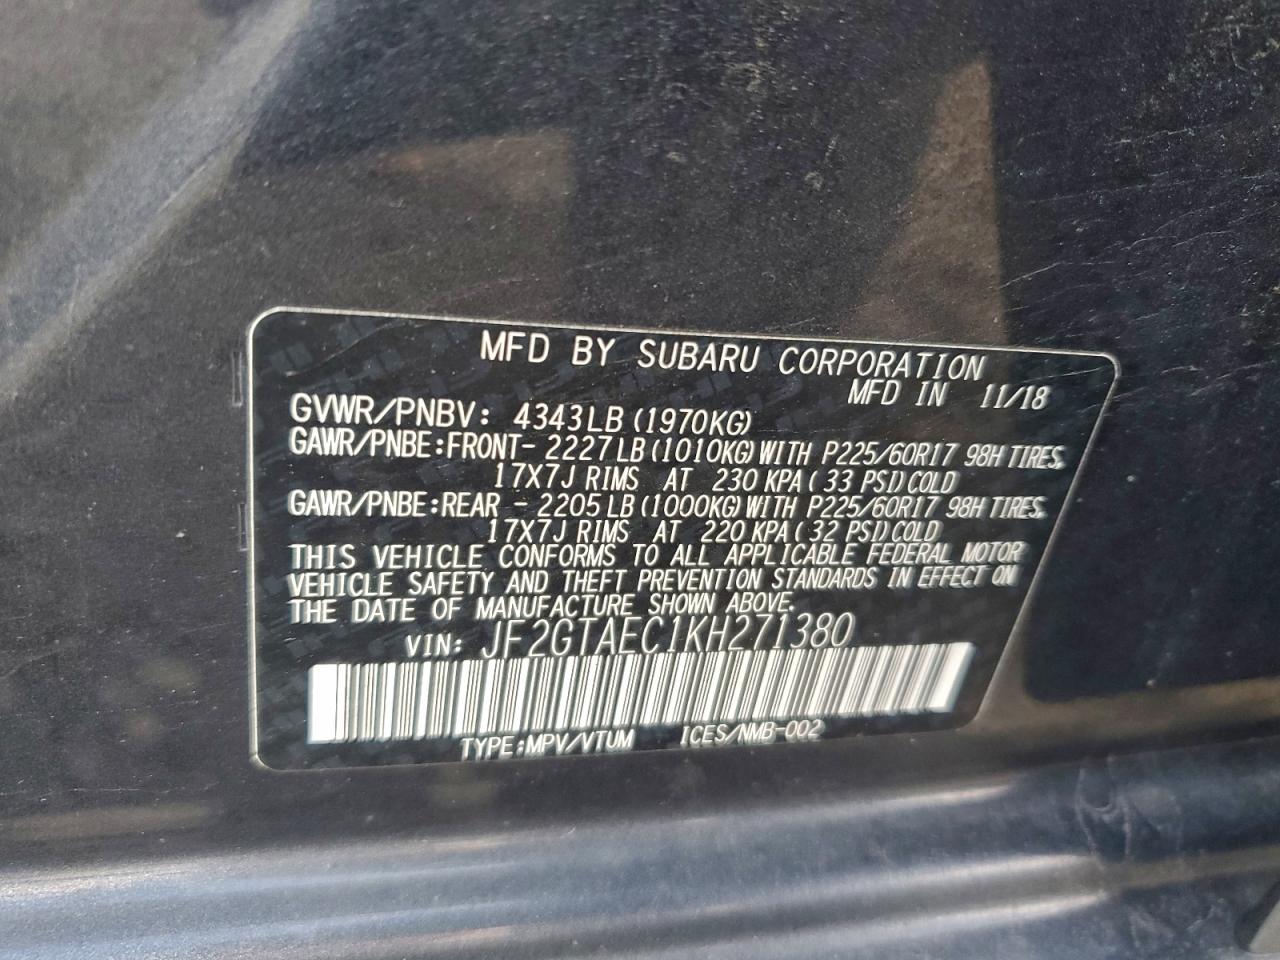 MFD BY SUBARU CORPORATION
MFD IN 11/18
GVWR/PNBV: 4343LB (1970KG)
GAWR/PNBE:FRONT- 2227LB (1010KG) WITH P225/60R17 98H TIRES,
17X7J RIMS AT 230 KPA( 33 PSI)COLD
GAWR/PNBE:REAR - 2205LB (1000KG) WITH P225/60R17 98H TIRES,
17X7J RIMS AT 220 KPA( 32 PSI)COLD
THIS VEHICLE CONFORMS TO ALL APPLICABLE FEDERAL MOTOR
VEHICLE SAFETY AND THEFT PREVENTION STANDARDS IN EFFECT ON
THE DATE OF MANUFACTURE SHOWN ABOVE.
VIN: JF2GTAEC1KH271380
TYPE:MPV/VTUM ICES/NMB-002